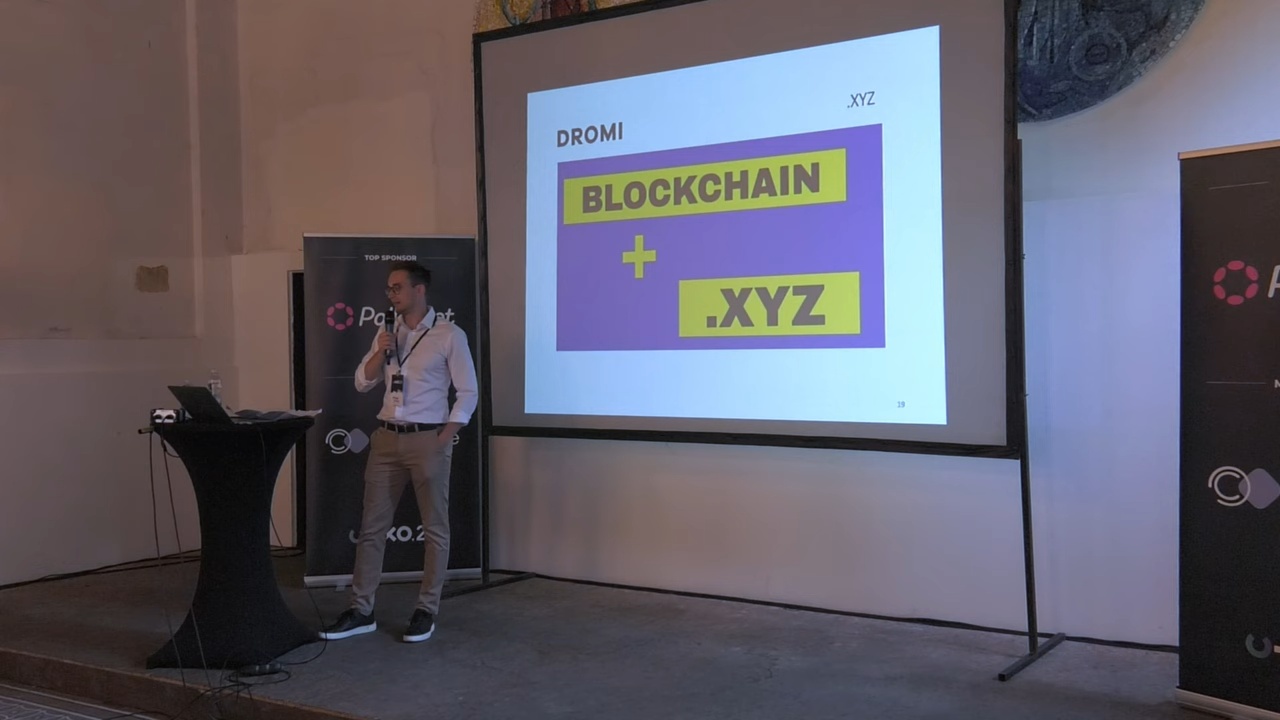 .XYZ
DROMI
BLOCKCHAIN
+
.XYZ
19
TOP SPONSOR